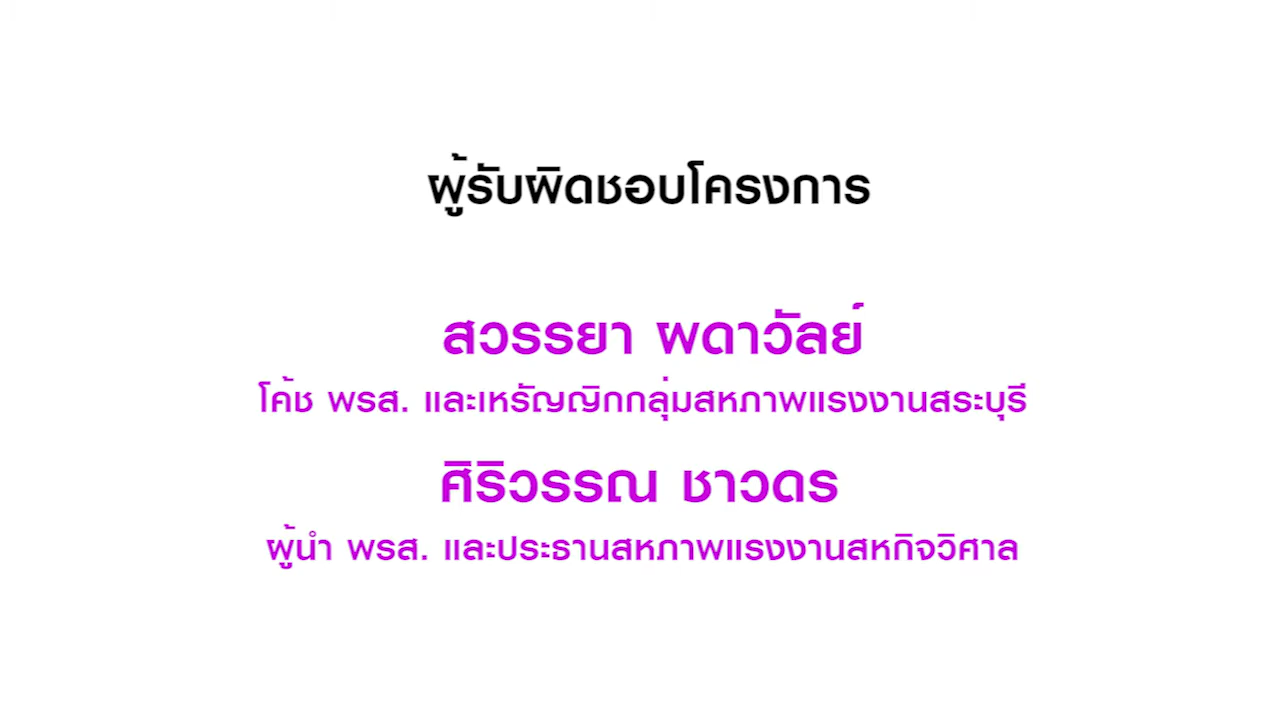 ผู้รับผิดชอบโครงการ
สวรรยา ผดาวัลย์
โค้ช พรส. และเหรัญญิกกลุ่มสหภาพแรงงานสระบุรี
ศิริวรรณ ชาวดร
ผู้นำ พรส. และประธานสหภาพแรงงานสหกิจวิศาล